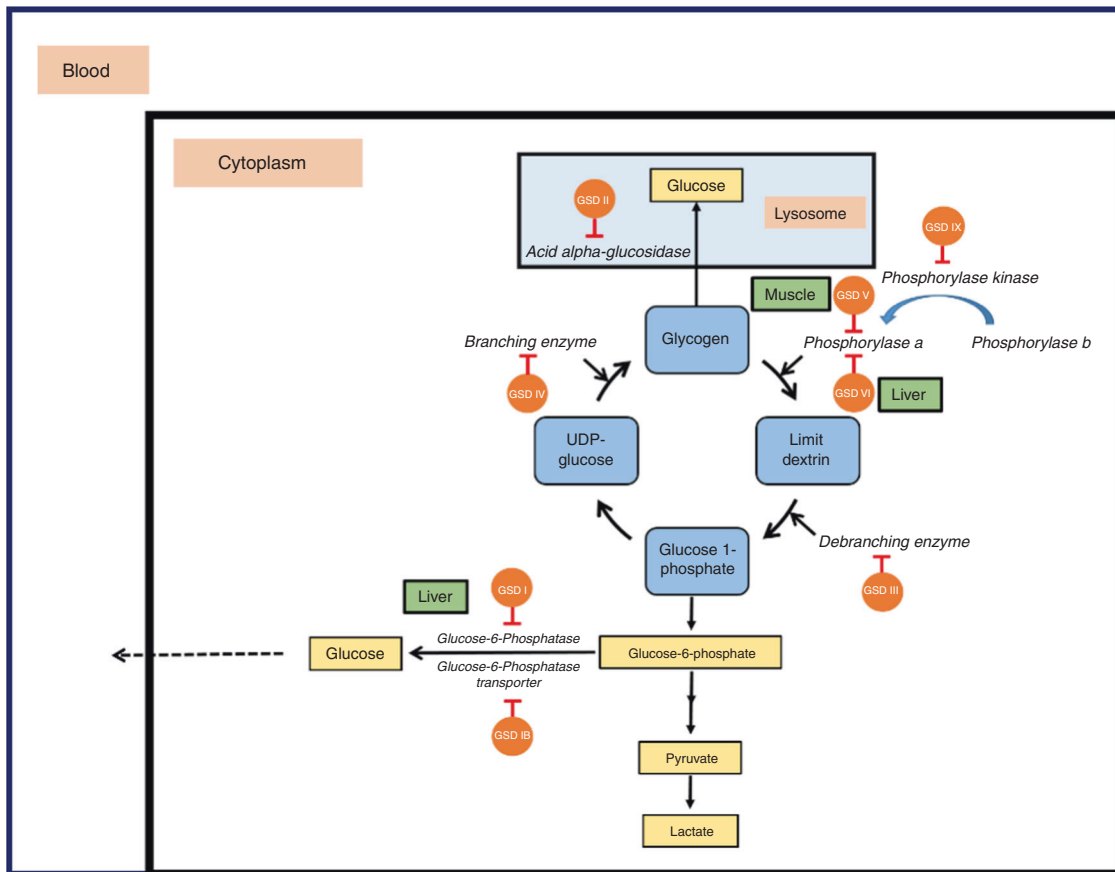 Blood
Cytoplasm
GSD II
Glucose
Lysosome
Acid alpha-glucosidase
GSD IX
Phosphorylase kinase
Muscle
GSD V
Glycogen
Branching enzyme
Phosphorylase a
Phosphorylase b
GSD IV
GSD VI
Liver
UDP-
glucose
Limit
dextrin
Glucose 1-
phosphate
Debranching enzyme
GSD III
Liver
GSD I
Glucose-6-Phosphatase
Glucose
Glucose-6-phosphate
Glucose-6-Phosphatase
transporter
GSD IB
Pyruvate
Lactate